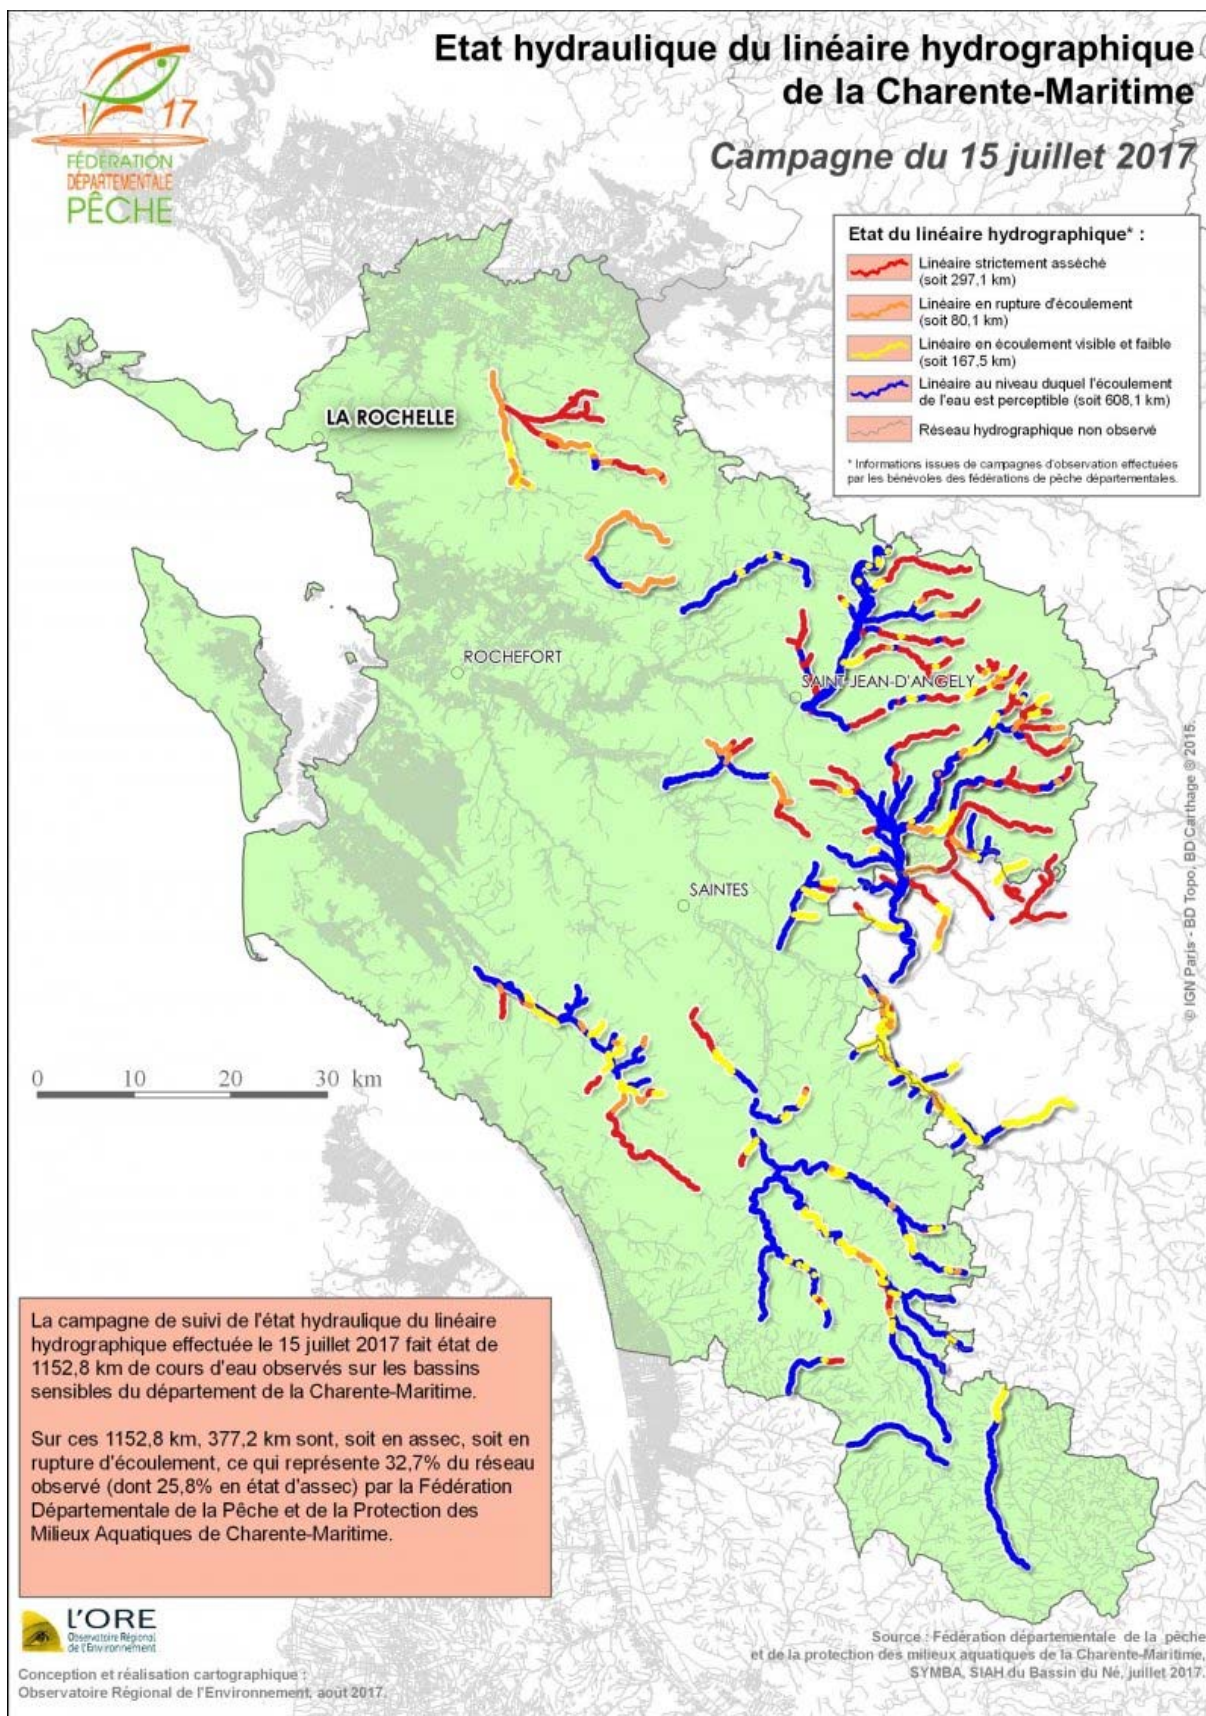 Etat hydraulique du linéaire hydrographique
de la Charente-Maritime
Campagne du 15 juillet 2017
17
FÉDÉRATION
DÉPARTEMENTALE
PÊCHE
Etat du linéaire hydrographique* :
Linéaire strictement asséché
(soit 297,1 km)
Linéaire en rupture d'écoulement
(soit 80,1 km)
Linéaire en écoulement visible et faible
(soit 167,5 km)
Linéaire au niveau duquel l'écoulement
de l'eau est perceptible (soit 608,1 km)
Réseau hydrographique non observé
* Informations issues de campagnes d'observation effectuées
par les bénévoles des fédérations de pêche départementales.
LA ROCHELLE
ROCHEFORT
SAINT-JEAN-D'ANGELY
SAINTES
© IGN Paris - BD Topo, BD Carthage © 2015.
0 10 20 30 km
La campagne de suivi de l'état hydraulique du linéaire
hydrographique effectuée le 15 juillet 2017 fait état de
1152,8 km de cours d'eau observés sur les bassins
sensibles du département de la Charente-Maritime.
Sur ces 1152,8 km, 377,2 km sont, soit en assec, soit en
rupture d'écoulement, ce qui représente 32,7% du réseau
observé (dont 25,8% en état d'assec) par la Fédération
Départementale de la Pêche et de la Protection des
Milieux Aquatiques de Charente-Maritime.
L'ORE
Observatoire Régional
de l'Environnement
Conception et réalisation cartographique :
Observatoire Régional de l'Environnement, août 2017.
Source : Fédération départementale de la pêche
et de la protection des milieux aquatiques de la Charente-Maritime,
SYMBA, SIAH du Bassin du Né, juillet 2017.